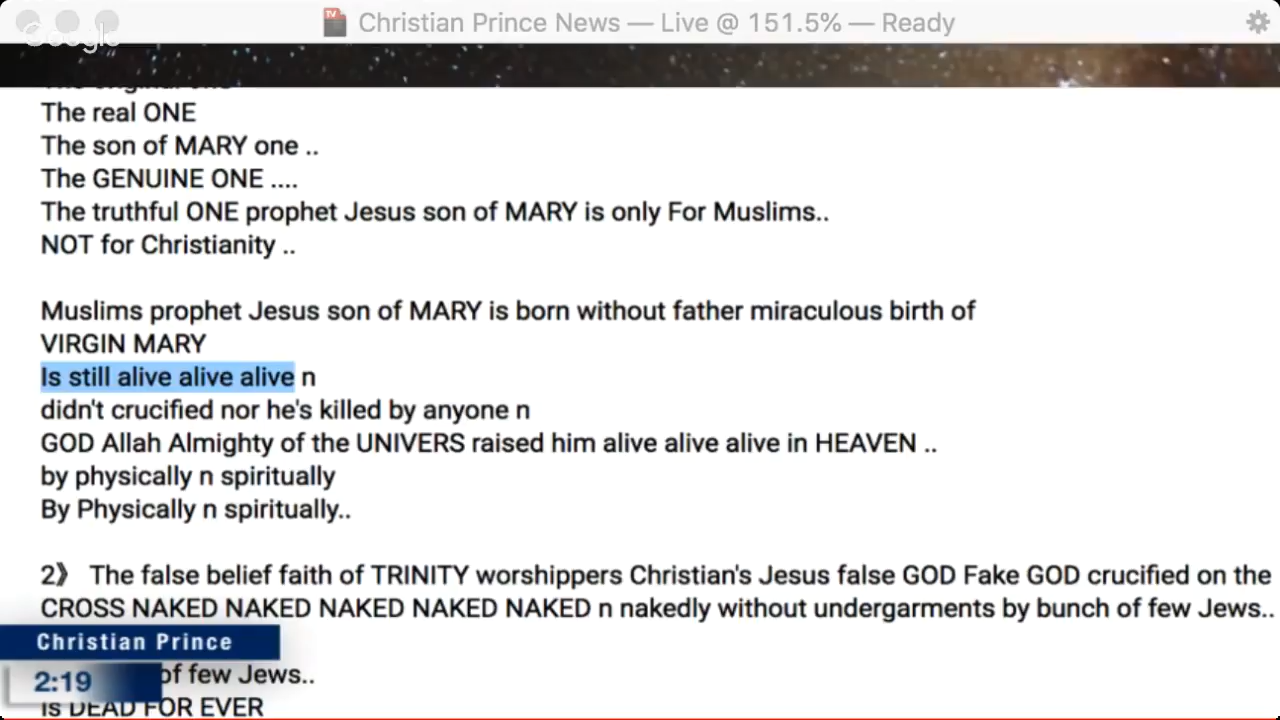 Christian Prince News — Live @ 151.5% — Ready
Google
The original one
The real ONE
The son of MARY one ..
The GENUINE ONE ....
The truthful ONE prophet Jesus son of MARY is only For Muslims..
NOT for Christianity ..
Muslims prophet Jesus son of MARY is born without father miraculous birth of
VIRGIN MARY
Is still alive alive alive n
didn't crucified nor he's killed by anyone n
GOD Allah Almighty of the UNIVERS raised him alive alive alive in HEAVEN ..
by physically n spiritually
By Physically n spiritually..
2》 The false belief faith of TRINITY worshippers Christian's Jesus false GOD Fake GOD crucified on the
CROSS NAKED NAKED NAKED NAKED NAKED n nakedly without undergarments by bunch of few Jews..
Christian Prince
of few Jews..
2:19
is DEAD FOR EVER